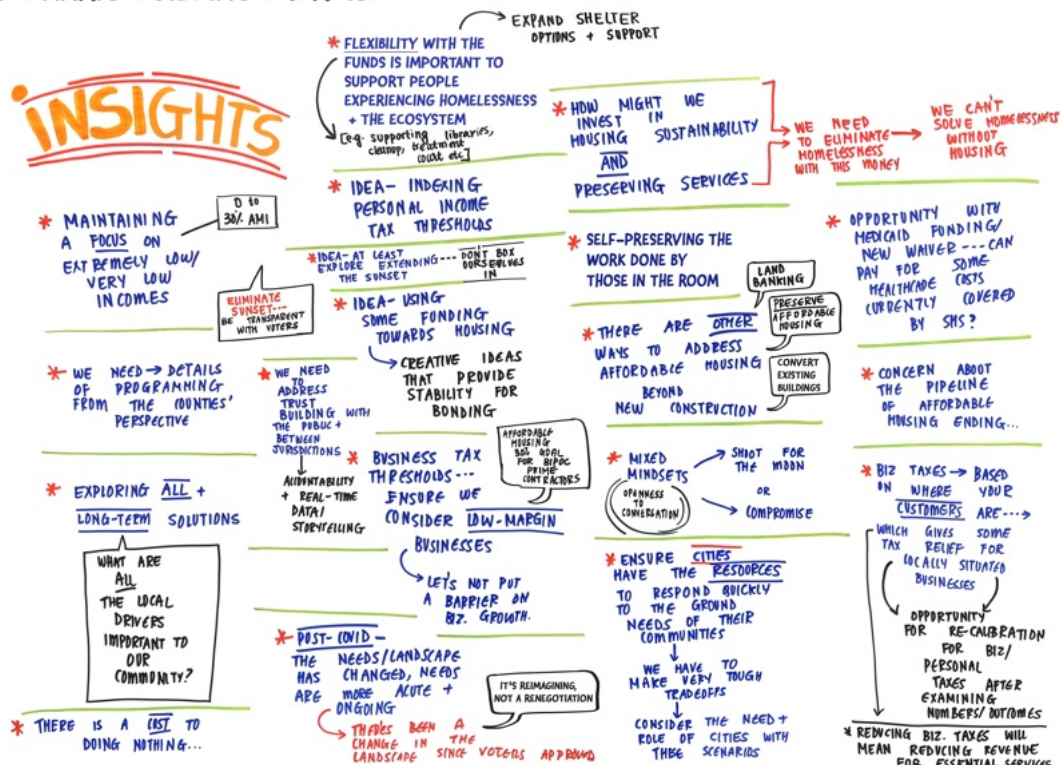 INSIGHTS
* MAINTAINING
A FOCUS ON
EXTREMELY LOW/
VERY LOW
INCOMES
0 to
30% AMI
ELIMINATE
SUNSET---
BE TRANSPARENT
WITH VOTERS
* WE NEED → DETAILS
OF PROGRAMMING
FROM THE COUNTIES'
PERSPECTIVE
* EXPLORING ALL +
LONG-TERM SOLUTIONS
WHAT ARE
ALL
THE LOCAL
DRIVERS
IMPORTANT TO
OUR
COMMUNITY?
* THERE IS A COST TO
DOING NOTHING...
* FLEXIBILITY WITH THE
FUNDS IS IMPORTANT TO
SUPPORT PEOPLE
EXPERIENCING HOMELESSNESS
+ THE ECOSYSTEM
[e.g. supporting libraries,
cleanup, treatment
court etc]
EXPAND SHELTER
OPTIONS + SUPPORT
* IDEA- INDEXING
PERSONAL INCOME
TAX THRESHOLDS
* IDEA- AT LEAST
EXPLORE EXTENDING---
THE SUNSET
DON'T BOX
OURSELVES
IN
* IDEA- USING
SOME FUNDING
TOWARDS HOUSING
CREATIVE IDEAS
THAT PROVIDE
STABILITY FOR
BONDING
* WE NEED
TO
ADDRESS
TRUST
BUILDING WITH
THE PUBLIC +
BETWEEN
JURISDICTIONS
ACCOUNTABILITY
+ REAL-TIME
DATA/
STORYTELLING
* BUSINESS TAX
THRESHOLDS---
ENSURE WE
CONSIDER LOW-MARGIN
BUSINESSES
AFFORDABLE
HOUSING
30% GOAL
FOR BIPOC
PRIME
CONTRACTORS
LET'S NOT PUT
A BARRIER ON
BIZ. GROWTH.
* POST-COVID-
THE NEEDS/LANDSCAPE
HAS CHANGED, NEEDS
ARE MORE ACUTE +
ONGOING
IT'S REIMAGINING,
NOT A RENEGOTIATION
THERE'S BEEN A
CHANGE IN THE
LANDSCAPE SINCE VOTERS APPROVED
* HOW MIGHT WE
INVEST IN
HOUSING SUSTAINABILITY
AND
PRESERVING SERVICES
WE NEED
TO ELIMINATE
HOMELESSNESS
WITH THIS MONEY
WE CAN'T
SOLVE HOMELESSNESS
WITHOUT
HOUSING
* SELF-PRESERVING THE
WORK DONE BY
THOSE IN THE ROOM
* THERE ARE OTHER
WAYS TO ADDRESS
AFFORDABLE HOUSING
BEYOND
NEW CONSTRUCTION
LAND
BANKING
PRESERVE
AFFORDABLE
HOUSING
CONVERT
EXISTING
BUILDINGS
* MIXED
MINDSETS
OPENNESS
TO
CONVERSATION
SHOOT FOR
THE MOON
OR
COMPROMISE
* ENSURE CITIES
HAVE THE RESOURCES
TO RESPOND QUICKLY
TO THE GROUND
NEEDS OF THEIR
COMMUNITIES
WE HAVE TO
MAKE VERY TOUGH
TRADEOFFS
CONSIDER THE NEED +
ROLE OF CITIES WITH
THESE SCENARIOS
* OPPORTUNITY WITH
MEDICAID FUNDING/
NEW WAIVER ---CAN
PAY FOR SOME
HEALTHCARE COSTS
CURRENTLY COVERED
BY SHS?
* CONCERN ABOUT
THE PIPELINE
OF AFFORDABLE
HOUSING ENDING...
* BIZ TAXES → BASED
ON WHERE YOUR
CUSTOMERS ARE---→
WHICH GIVES SOME
TAX RELIEF FOR
LOCALLY SITUATED
BUSINESSES
OPPORTUNITY
FOR RE-CALIBRATION
FOR BIZ/
PERSONAL
TAXES AFTER
EXAMINING
NUMBERS/OUTCOMES
* REDUCING BIZ. TAXES WILL
MEAN REDUCING REVENUE
FOR ESSENTIAL SERVICES